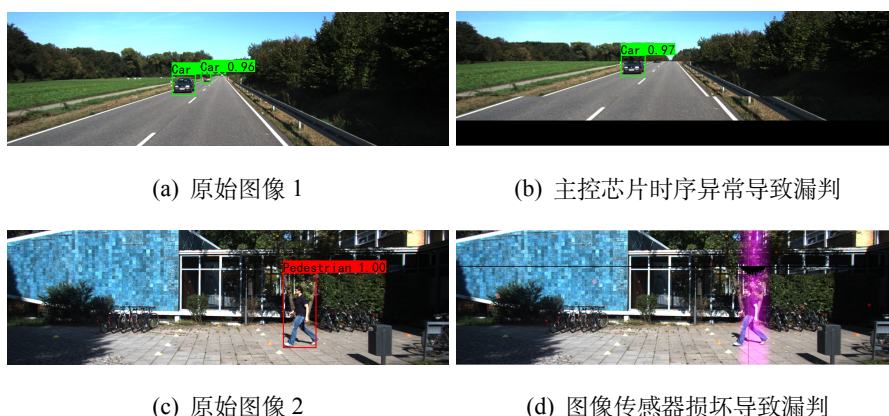 Car Car 0.96
Car 0.97
(a) 原始图像 1
(b) 主控芯片时序异常导致漏判
Pedestrian 1.00
(c) 原始图像 2
(d) 图像传感器损坏导致漏判